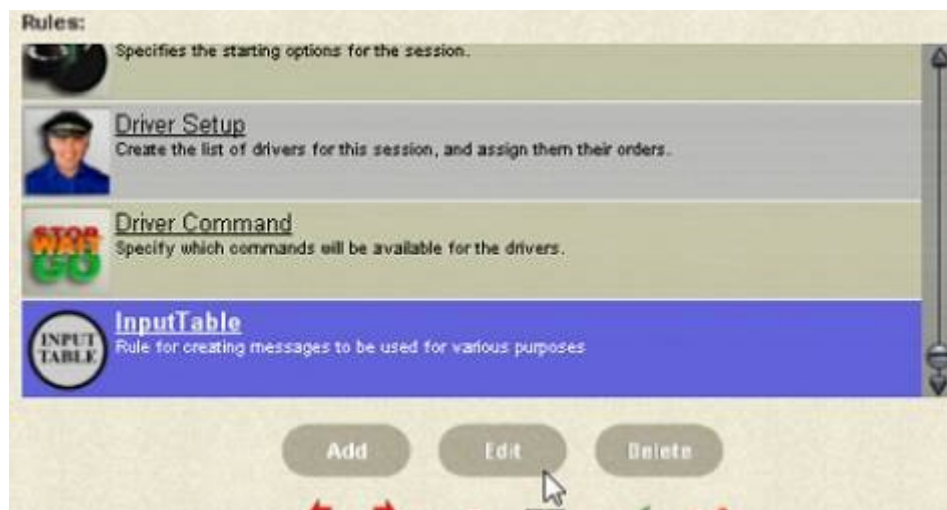 Rules:
Specifies the starting options for the session.
Driver Setup
Create the list of drivers for this session, and assign them their orders.
STOP
WAIT
GO
Driver Command
Specify which commands will be available for the drivers.
INPUT
TABLE
InputTable
Rule for creating messages to be used for various purposes
Add Edit Delete